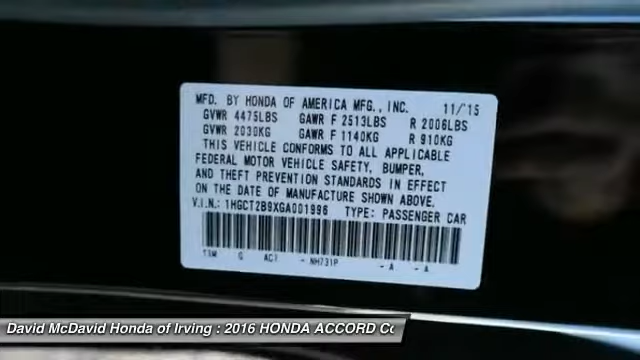 MFD. BY HONDA OF AMERICA MFG., INC. 11/15
GVWR 4475LBS GAWR F 2513LBS R 2006LBS
GVWR 2030KG GAWR F 1140KG R 910KG
THIS VEHICLE CONFORMS TO ALL APPLICABLE
FEDERAL MOTOR VEHICLE SAFETY, BUMPER,
AND THEFT PREVENTION STANDARDS IN EFFECT
ON THE DATE OF MANUFACTURE SHOWN ABOVE.
V.I.N.: 1HGCT2B9XGA001996 TYPE: PASSENGER CAR
G AC1 - NH731P - A - A
David McDavid Honda of Irving : 2016 HONDA ACCORD